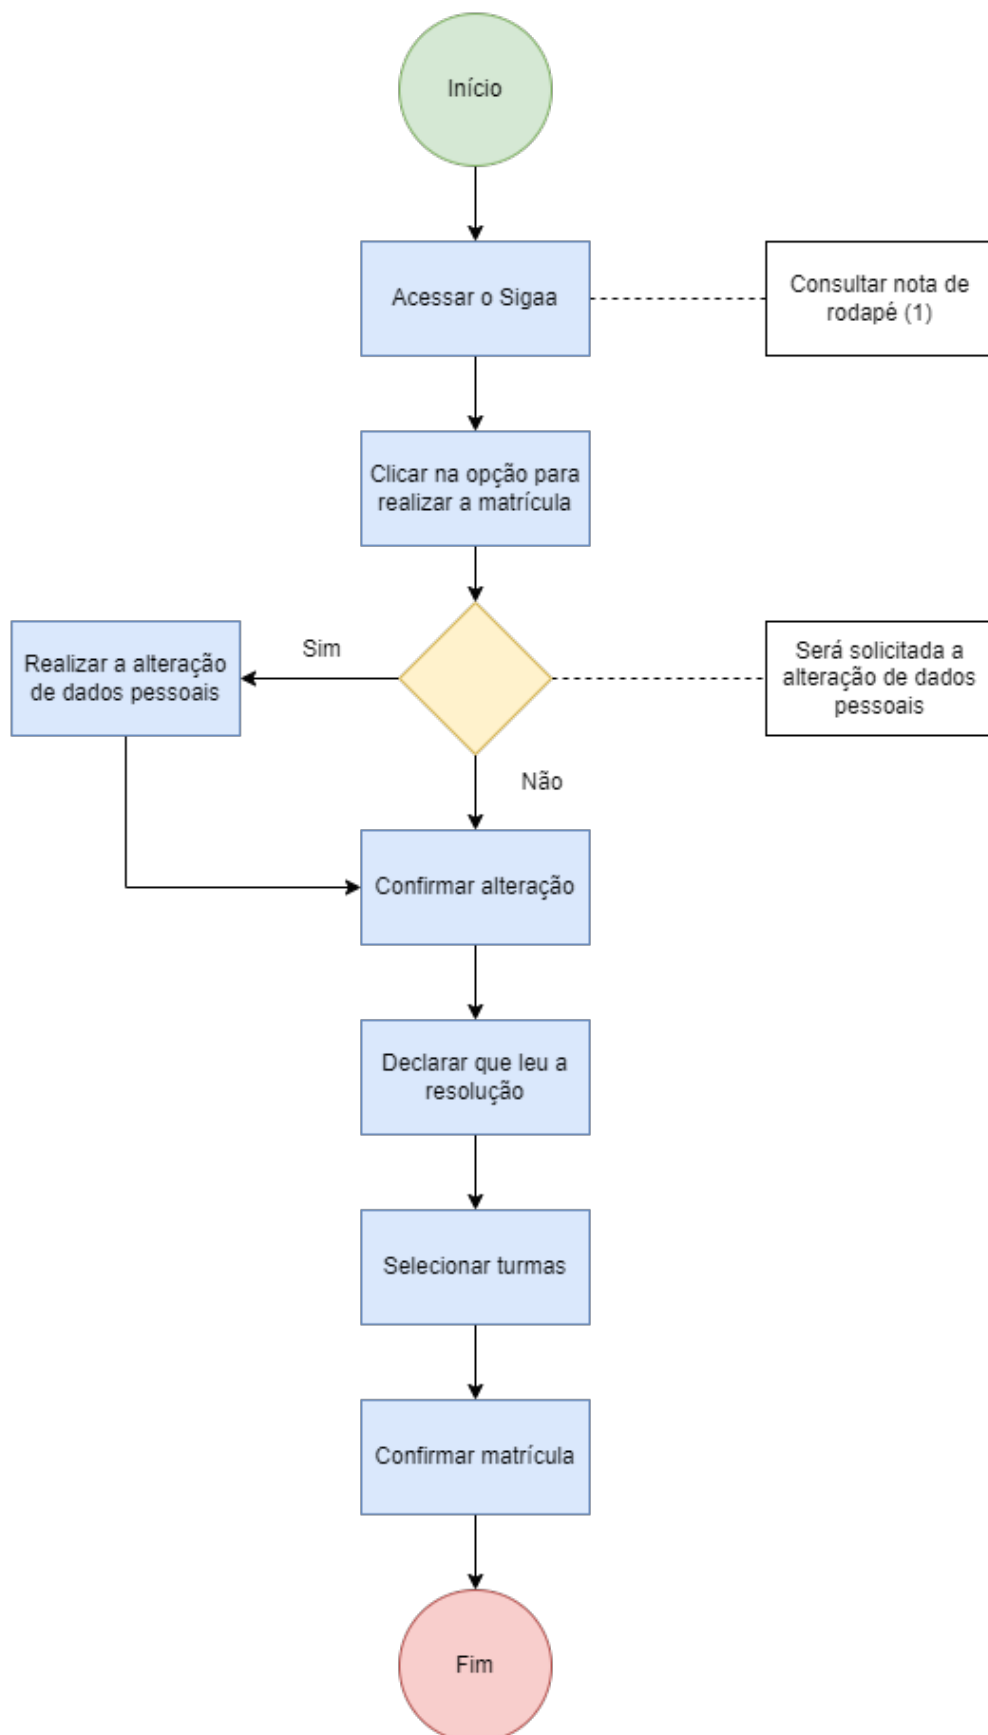 Início
Acessar o Sigaa
Consultar nota de
rodapé (1)
Clicar na opção para
realizar a matrícula
Realizar a alteração
de dados pessoais
Sim
Será solicitada a
alteração de dados
pessoais
Não
Confirmar alteração
Declarar que leu a
resolução
Selecionar turmas
Confirmar matrícula
Fim